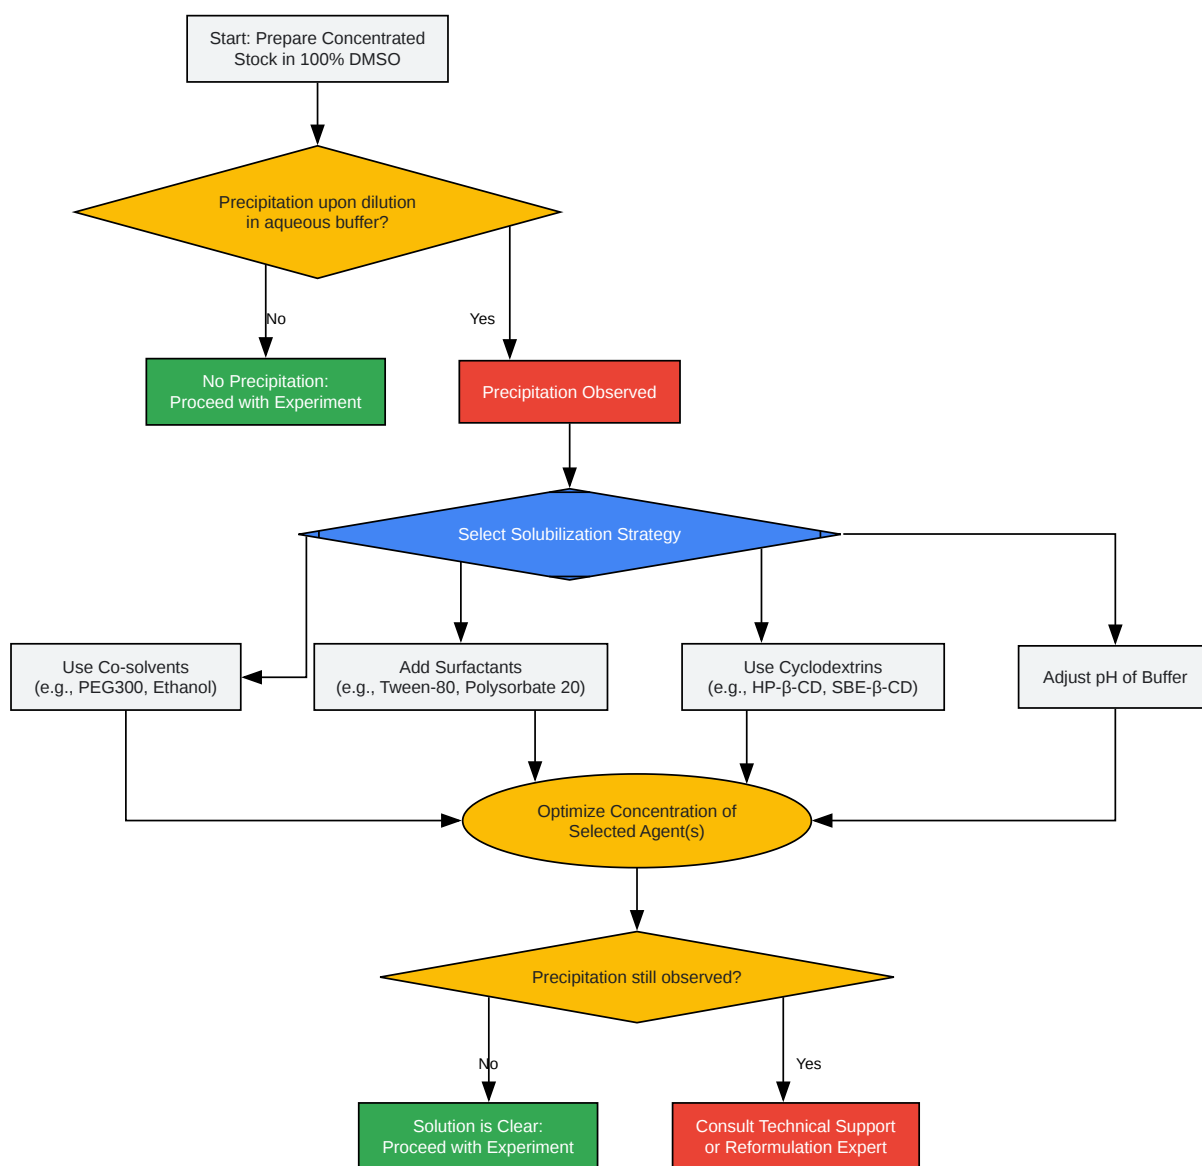 Start: Prepare Concentrated
Stock in 100% DMSO
Precipitation upon dilution
in aqueous buffer?
No
Yes
No Precipitation:
Proceed with Experiment
Precipitation Observed
Select Solubilization Strategy
Use Co-solvents
(e.g., PEG300, Ethanol)
Add Surfactants
(e.g., Tween-80, Polysorbate 20)
Use Cyclodextrins
(e.g., HP-β-CD, SBE-β-CD)
Adjust pH of Buffer
Optimize Concentration of
Selected Agent(s)
Precipitation still observed?
No
Yes
Solution is Clear:
Proceed with Experiment
Consult Technical Support
or Reformulation Expert